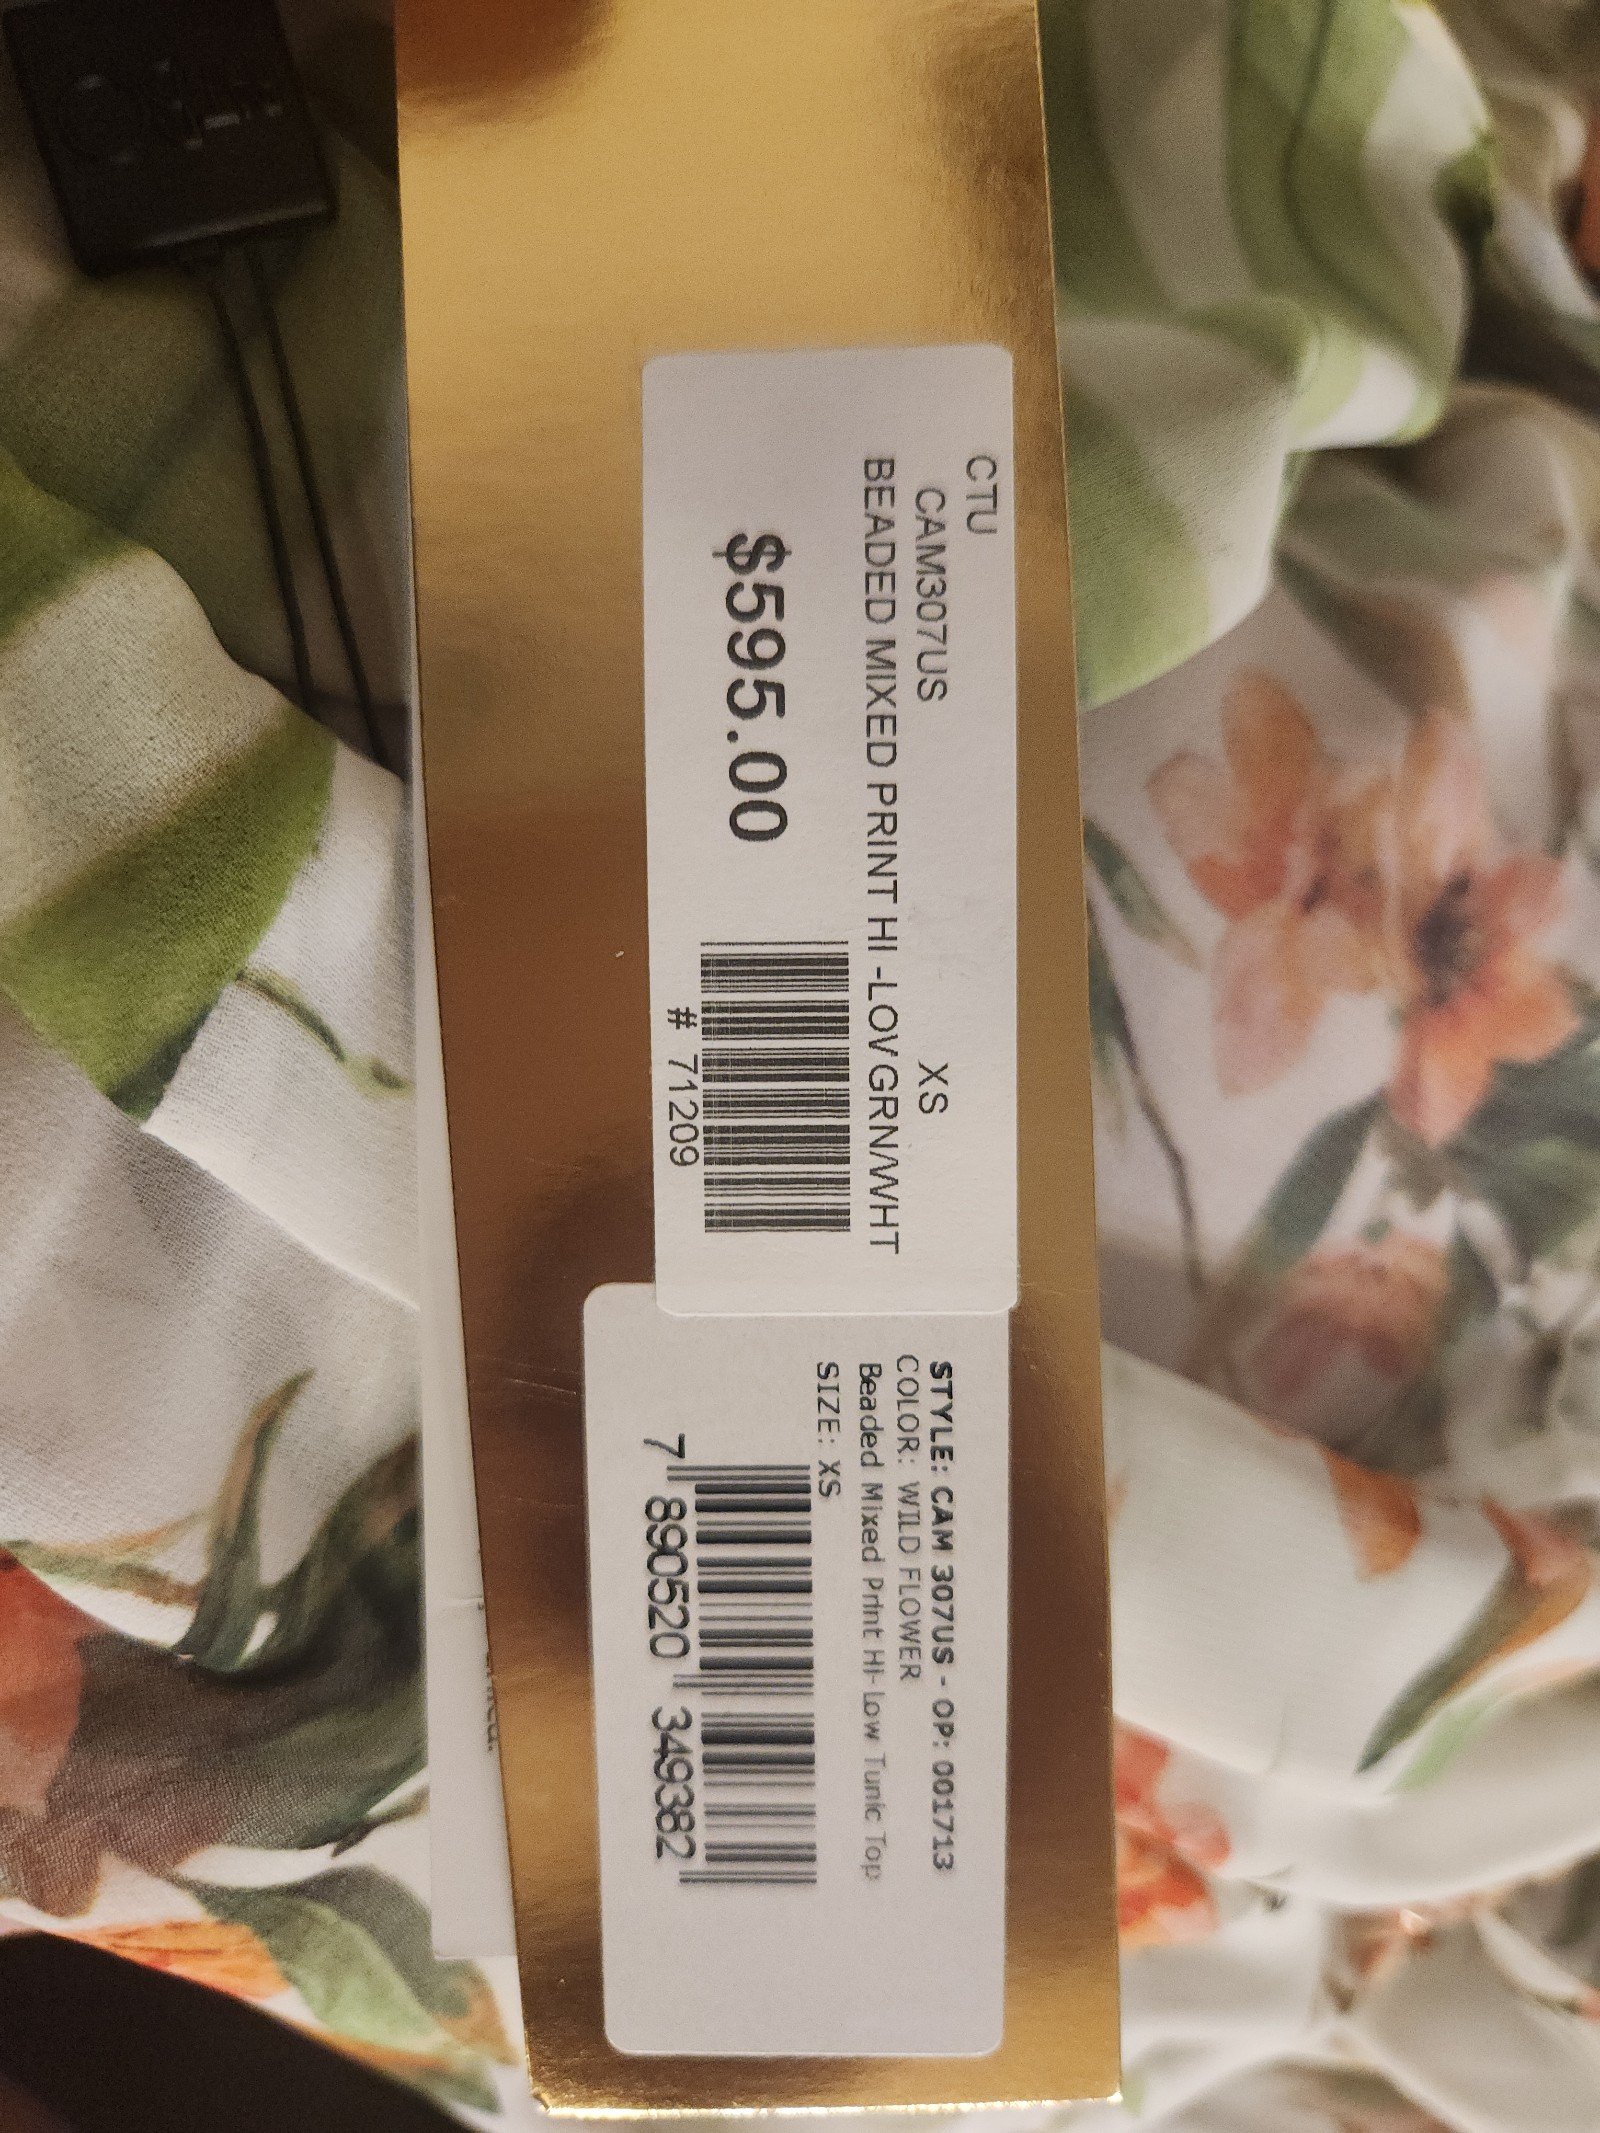 CTU
CAM307US XS
BEADED MIXED PRINT HI -LOV GRN/WHT
$595.00
# 71209
STYLE: CAM 307US - OP: 001713
COLOR: WILD FLOWER
Beaded Mixed Print Hi-Low Tunic Top
SIZE: XS
7 890520 349382